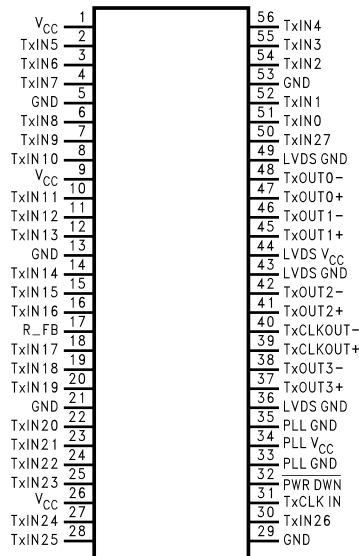 VCC 1 56 TxIN4
TxIN5 2 55 TxIN3
TxIN6 3 54 TxIN2
TxIN7 4 53 GND
GND 5 52 TxIN1
TxIN8 6 51 TxIN0
TxIN9 7 50 TxIN27
TxIN10 8 49 LVDS GND
VCC 9 48 TxOUT0-
TxIN11 10 47 TxOUT0+
TxIN12 11 46 TxOUT1-
TxIN13 12 45 TxOUT1+
GND 13 44 LVDS VCC
TxIN14 14 43 LVDS GND
TxIN15 15 42 TxOUT2-
TxIN16 16 41 TxOUT2+
R_FB 17 40 TxCLKOUT-
TxIN17 18 39 TxCLKOUT+
TxIN18 19 38 TxOUT3-
TxIN19 20 37 TxOUT3+
GND 21 36 LVDS GND
TxIN20 22 35 PLL GND
TxIN21 23 34 PLL VCC
TxIN22 24 33 PLL GND
TxIN23 25 32 PWR DWN
VCC 26 31 TxCLK IN
TxIN24 27 30 TxIN26
TxIN25 28 29 GND